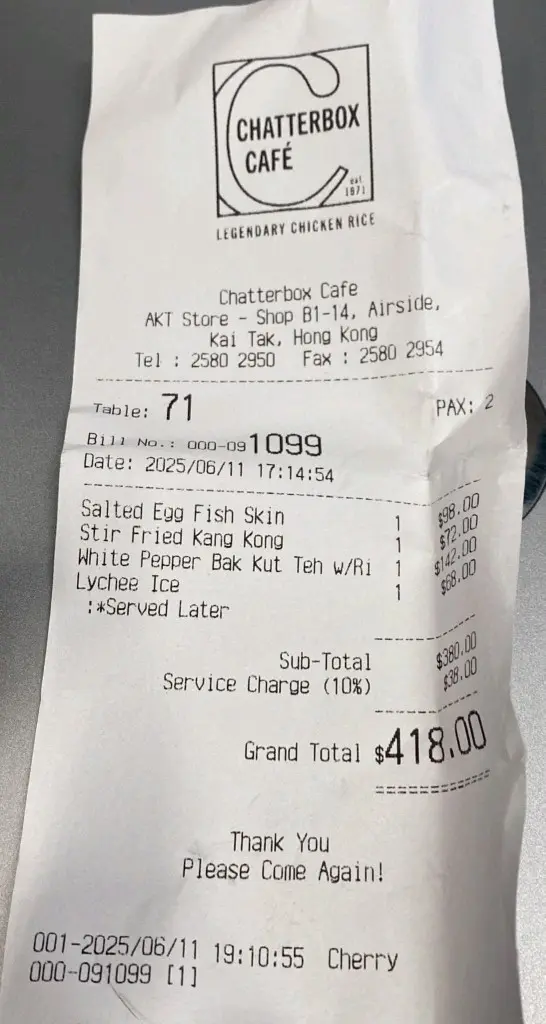 CHATTERBOX
CAFÉ
est.
1971
LEGENDARY CHICKEN RICE
Chatterbox Cafe
AKT Store - Shop B1-14, Airside,
Kai Tak, Hong Kong
Tel : 2580 2950 Fax : 2580 2954
Table: 71 PAX: 2
Bill No.: 000-091099
Date: 2025/06/11 17:14:54
Salted Egg Fish Skin 1 $98.00
Stir Fried Kang Kong 1 $72.00
White Pepper Bak Kut Teh w/Ri 1 $142.00
Lychee Ice 1 $68.00
:*Served Later
Sub-Total $380.00
Service Charge (10%) $38.00
Grand Total $418.00
Thank You
Please Come Again!
001-2025/06/11 19:10:55 Cherry
000-091099 [1]